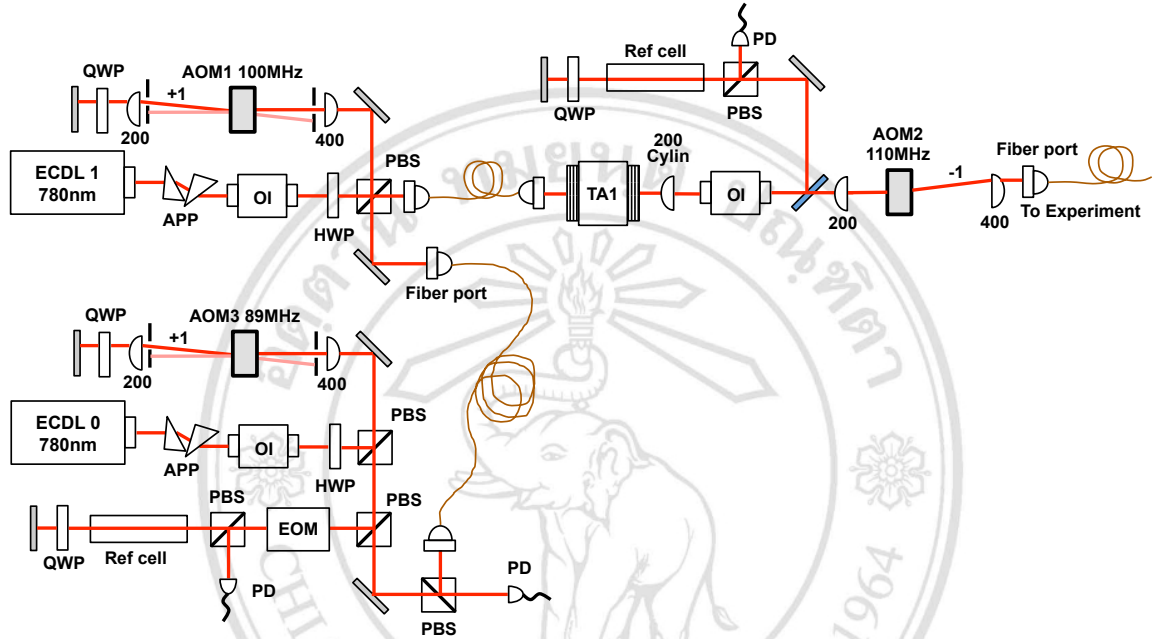 PD
Ref cell
QWP
AOM1 100MHz
+1
QWP
PBS
200
400
AOM2
110MHz
200
Cylin
Fiber port
PBS
ECDL 1
780nm
OI
TA1
OI
-1
APP
HWP
200
400
To Experiment
Fiber port
QWP
AOM3 89MHz
+1
200
400
PBS
ECDL 0
780nm
OI
APP
HWP
PBS
PBS
EOM
QWP
Ref cell
PD
PD
PBS
1964